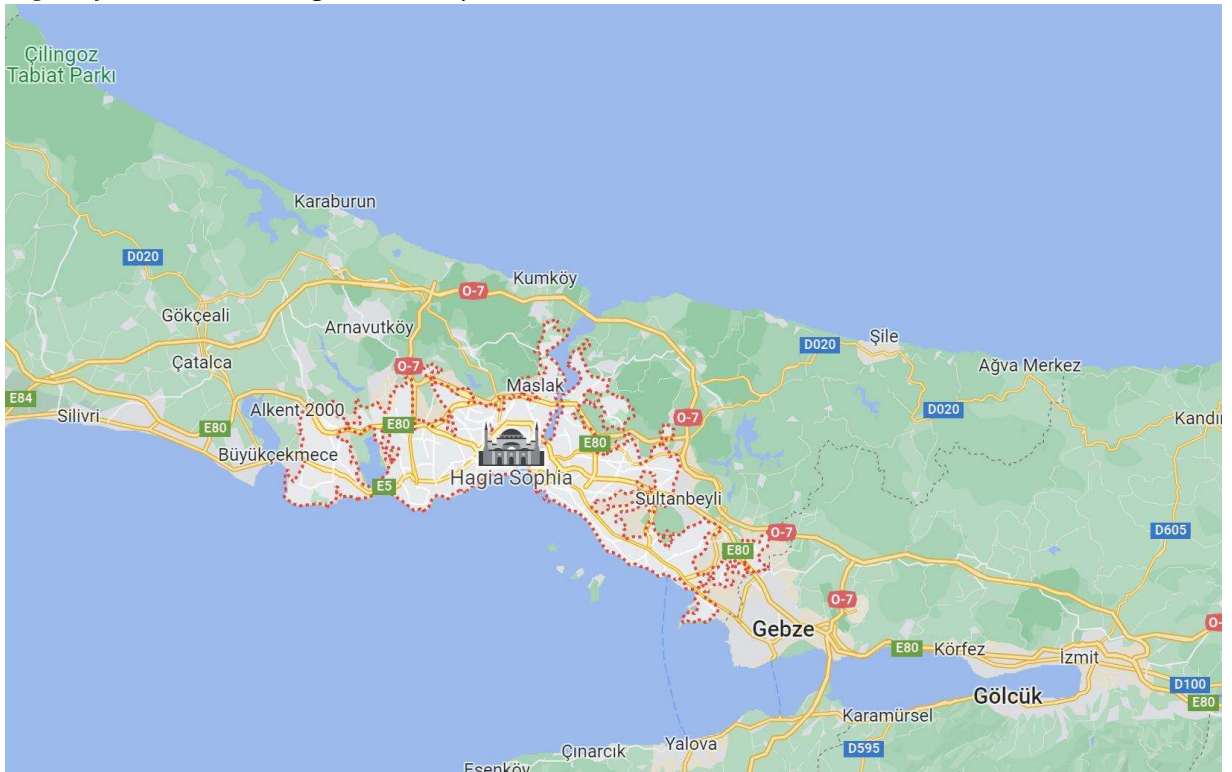 Çilingoz
Tabiat Parkı
Karaburun
D020
Kumköy
O-7
Gökçeali
Arnavutköy
Şile
D020
Çatalca
O-7
Maslak
Ağva Merkez
E84
Silivri
Alkent 2000
D020
O-7
Kandır
E80
E80
E80
Büyükçekmece
Hagia Sophia
E5
Sultanbeyli
O-7
D605
E80
O-7
Gebze
O-
E80
Körfez
İzmit
D100
Gölcük
E80
Karamürsel
Yalova
D595
Çınarcık
Esenköy